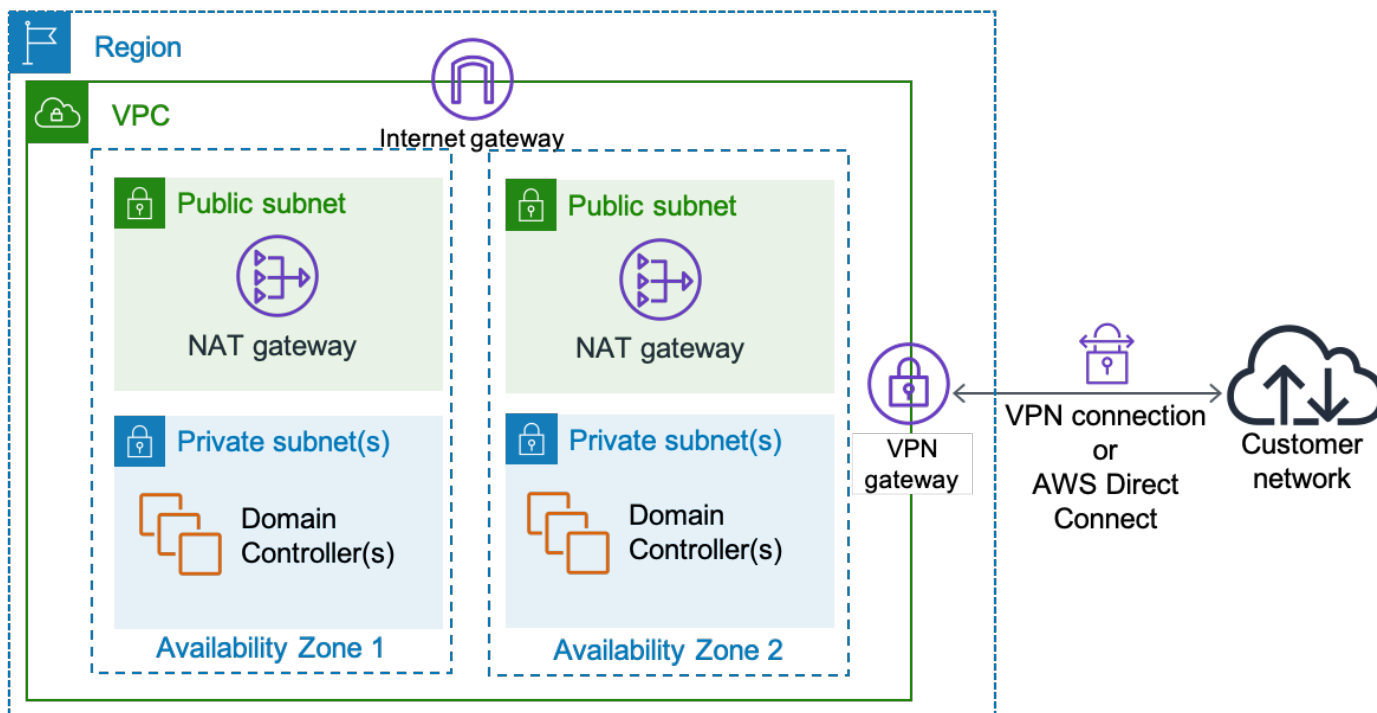 Region
VPC
Internet gateway
Public subnet
NAT gateway
Private subnet(s)
Domain
Controller(s)
Availability Zone 1
Public subnet
NAT gateway
Private subnet(s)
Domain
Controller(s)
Availability Zone 2
VPN
gateway
VPN connection
or
AWS Direct
Connect
Customer
network